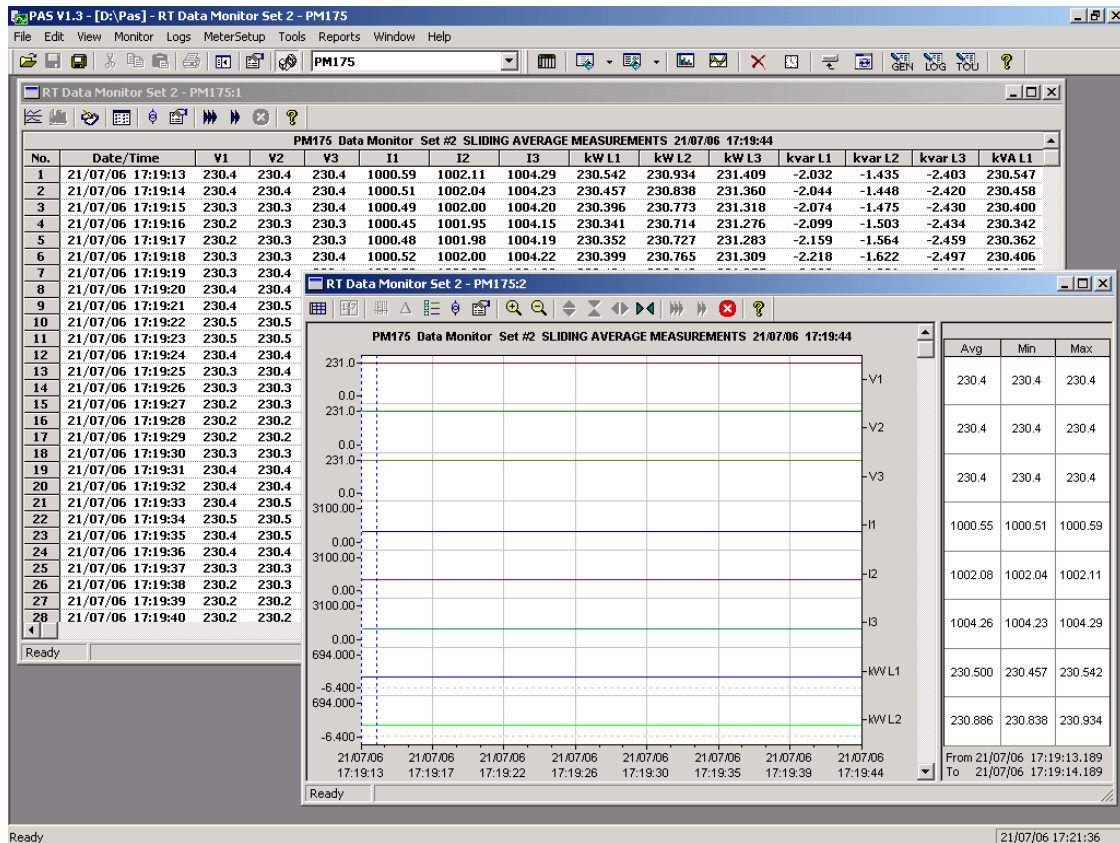 PAS V1.3 - [D:\Pas] - RT Data Monitor Set 2 - PM175
File Edit View Monitor Logs MeterSetup Tools Reports Window Help
PM175 GEN LOG TOU
RT Data Monitor Set 2 - PM175:1
PM175 Data Monitor Set #2 SLIDING AVERAGE MEASUREMENTS 21/07/06 17:19:44
No. Date/Time V1 V2 V3 I1 I2 I3 kW L1 kW L2 kW L3 kvar L1 kvar L2 kvar L3 kVA L1
1 21/07/06 17:19:13 230.4 230.4 230.4 1000.59 1002.11 1004.29 230.542 230.934 231.409 -2.032 -1.435 -2.403 230.547
2 21/07/06 17:19:14 230.4 230.4 230.4 1000.51 1002.04 1004.23 230.457 230.838 231.360 -2.044 -1.448 -2.420 230.458
3 21/07/06 17:19:15 230.3 230.3 230.4 1000.49 1002.00 1004.20 230.396 230.773 231.318 -2.074 -1.475 -2.430 230.400
4 21/07/06 17:19:16 230.2 230.3 230.3 1000.45 1001.95 1004.15 230.341 230.714 231.276 -2.099 -1.503 -2.434 230.342
5 21/07/06 17:19:17 230.2 230.3 230.3 1000.48 1001.98 1004.19 230.352 230.727 231.283 -2.159 -1.564 -2.459 230.362
6 21/07/06 17:19:18 230.3 230.3 230.4 1000.52 1002.00 1004.22 230.399 230.765 231.309 -2.218 -1.622 -2.497 230.406
7 21/07/06 17:19:19 230.3 230.4
8 21/07/06 17:19:20 230.4 230.4
9 21/07/06 17:19:21 230.4 230.5
10 21/07/06 17:19:22 230.5 230.5
11 21/07/06 17:19:23 230.5 230.5
12 21/07/06 17:19:24 230.4 230.4
13 21/07/06 17:19:25 230.3 230.4
14 21/07/06 17:19:26 230.3 230.3
15 21/07/06 17:19:27 230.2 230.3
16 21/07/06 17:19:28 230.2 230.2
17 21/07/06 17:19:29 230.2 230.2
18 21/07/06 17:19:30 230.3 230.3
19 21/07/06 17:19:31 230.4 230.4
20 21/07/06 17:19:32 230.4 230.4
21 21/07/06 17:19:33 230.4 230.5
22 21/07/06 17:19:34 230.5 230.5
23 21/07/06 17:19:35 230.4 230.5
24 21/07/06 17:19:36 230.4 230.4
25 21/07/06 17:19:37 230.3 230.3
26 21/07/06 17:19:38 230.2 230.3
27 21/07/06 17:19:39 230.2 230.2
28 21/07/06 17:19:40 230.2 230.2
Ready
RT Data Monitor Set 2 - PM175:2
PM175 Data Monitor Set #2 SLIDING AVERAGE MEASUREMENTS 21/07/06 17:19:44
Avg Min Max
231.0
V1 230.4 230.4 230.4
0.0
231.0
V2 230.4 230.4 230.4
0.0
231.0
V3 230.4 230.4 230.4
0.0
3100.00
I1 1000.55 1000.51 1000.59
0.00
3100.00
I2 1002.08 1002.04 1002.11
0.00
3100.00
I3 1004.26 1004.23 1004.29
0.00
694.000
kW L1 230.500 230.457 230.542
-6.400
694.000
kW L2 230.886 230.838 230.934
-6.400
21/07/06 21/07/06 21/07/06 21/07/06 21/07/06 21/07/06 21/07/06 21/07/06
17:19:13 17:19:17 17:19:22 17:19:26 17:19:30 17:19:35 17:19:39 17:19:44
From 21/07/06 17:19:13.189
To 21/07/06 17:19:14.189
Ready
Ready 21/07/06 17:21:36